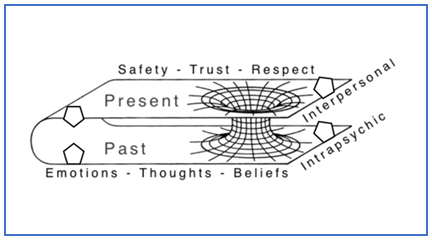 Safety - Trust - Respect
Present
Interpersonal
Past
Intrapsychic
Emotions - Thoughts - Beliefs